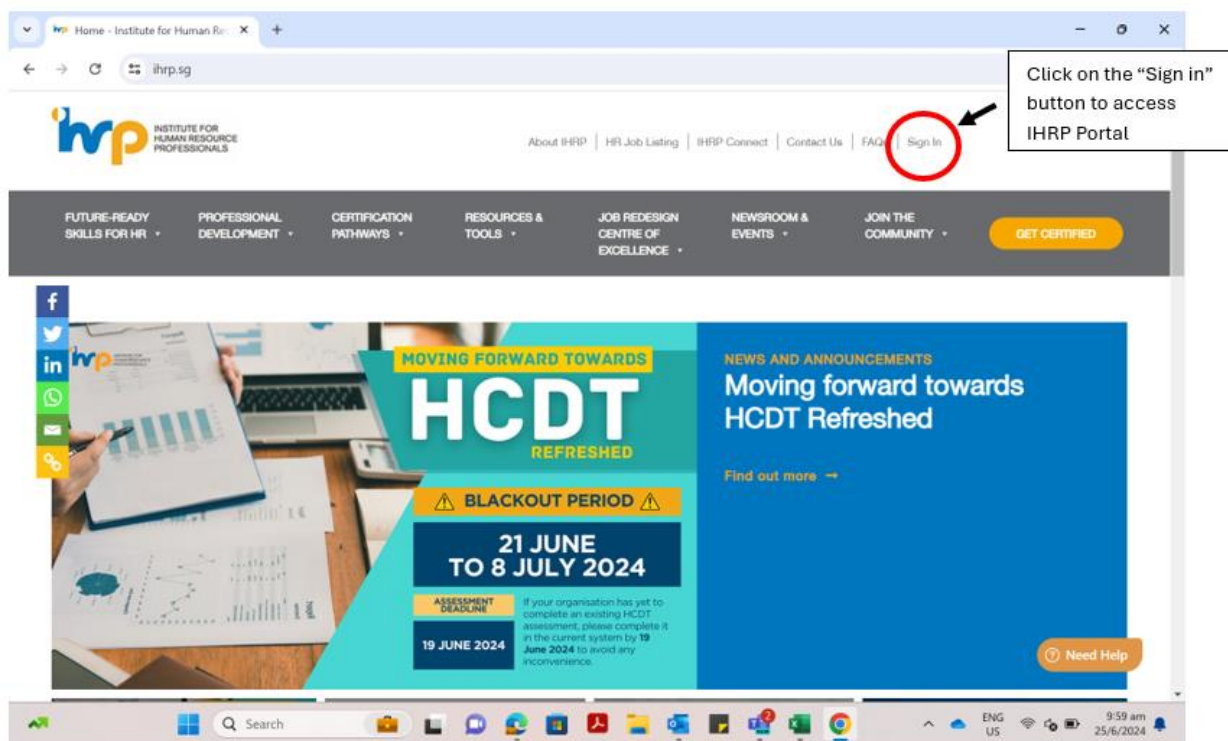 Home - Institute for Human Re
ihrp.sg
Click on the “Sign in”
button to access
IHRP Portal
ihrp
INSTITUTE FOR
HUMAN RESOURCE
PROFESSIONALS
About IHRP | HR Job Listing | IHRP Connect | Contact Us | FAQs | Sign In
FUTURE-READY
SKILLS FOR HR
PROFESSIONAL
DEVELOPMENT
CERTIFICATION
PATHWAYS
RESOURCES &
TOOLS
JOB REDESIGN
CENTRE OF
EXCELLENCE
NEWSROOM &
EVENTS
JOIN THE
COMMUNITY
GET CERTIFIED
ihrp
MOVING FORWARD TOWARDS
HCDT
REFRESHED
BLACKOUT PERIOD
21 JUNE
TO 8 JULY 2024
ASSESSMENT
DEADLINE
19 JUNE 2024
If your organisation has yet to
complete an existing HCDT
assessment, please complete it
in the current system by 19
June 2024 to avoid any
inconvenience.
NEWS AND ANNOUNCEMENTS
Moving forward towards
HCDT Refreshed
Find out more →
Need Help
Search
ENG
US
9:59 am
25/6/2024